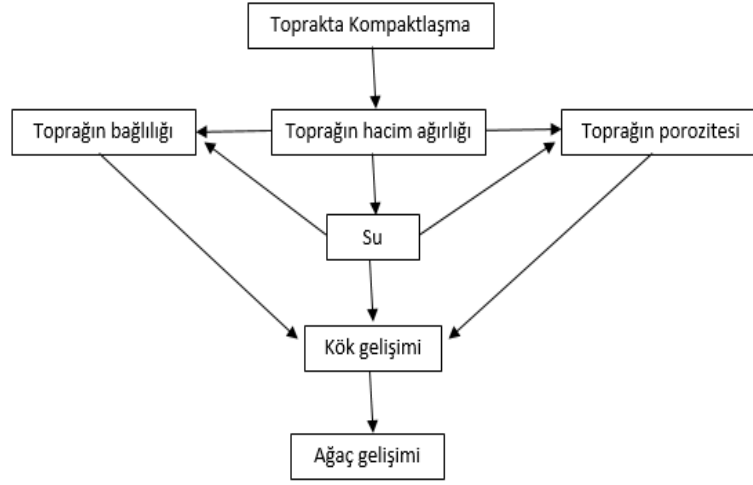 Toprakta Kompaktlaşma
Toprağın bağlılığı
Toprağın hacim ağırlığı
Toprağın porozitesi
Su
Kök gelişimi
Ağaç gelişimi